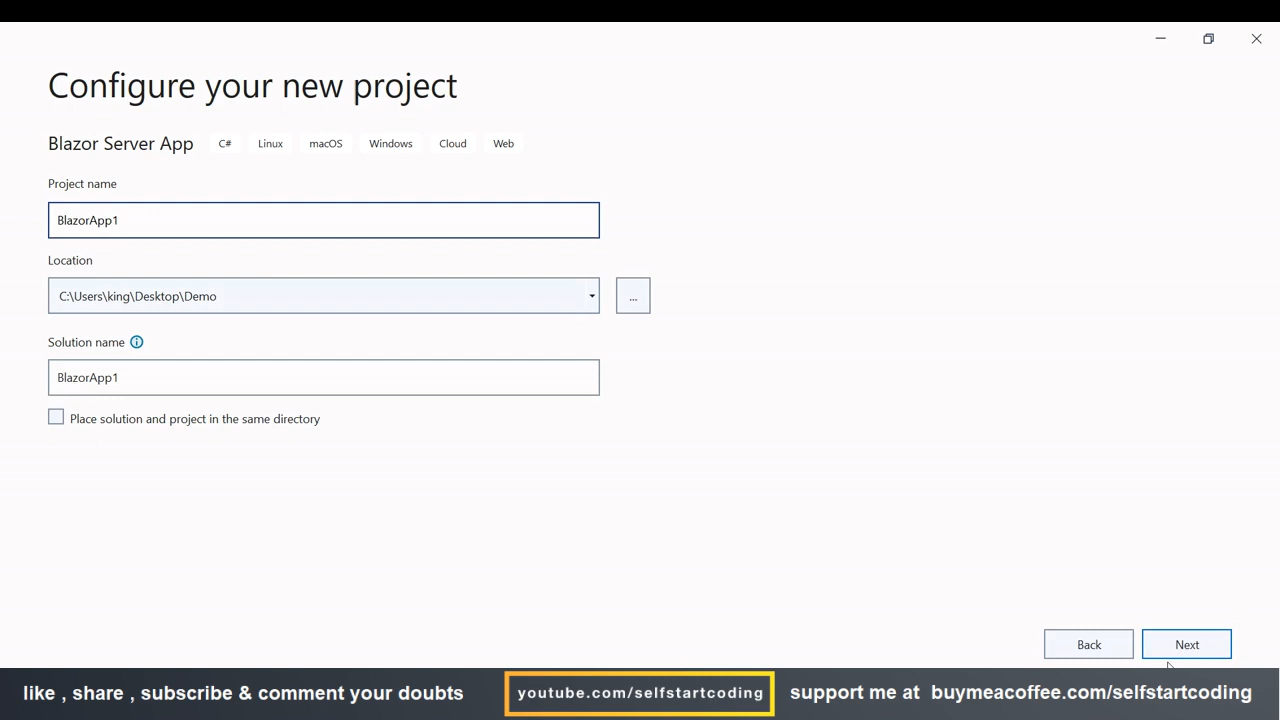 Configure your new project
Blazor Server App C# Linux macOS Windows Cloud Web
Project name
BlazorApp1
Location
C:\Users\king\Desktop\Demo
...
Solution name
BlazorApp1
Place solution and project in the same directory
Back Next
like , share , subscribe & comment your doubts youtube.com/selfstartcoding support me at buymeacoffee.com/selfstartcoding